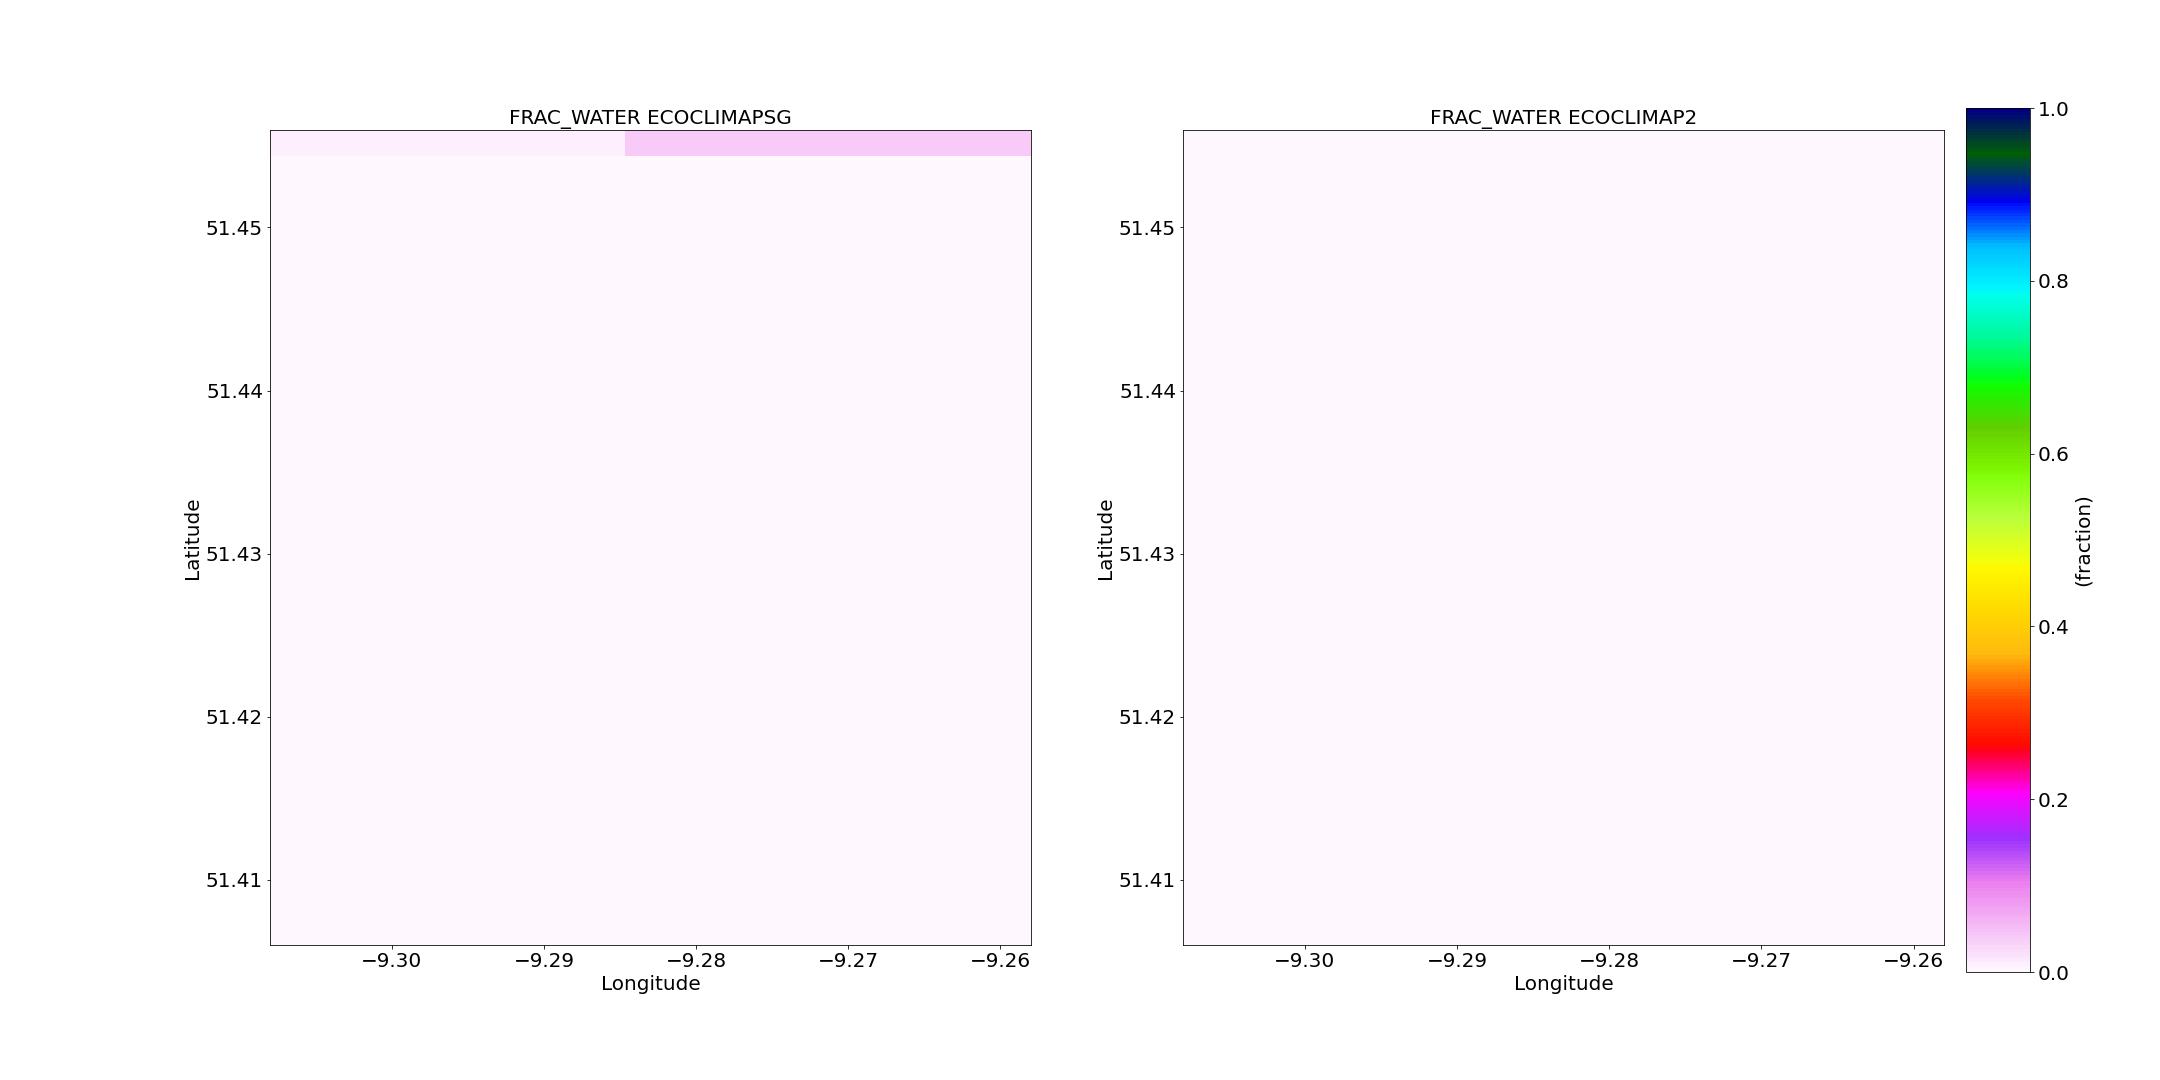 FRAC_WATER ECOCLIMAPSG
51.45
51.44
51.43
51.42
51.41
Latitude
−9.30 −9.29 −9.28 −9.27 −9.26
Longitude
FRAC_WATER ECOCLIMAP2
51.45
51.44
51.43
51.42
51.41
Latitude
−9.30 −9.29 −9.28 −9.27 −9.26
Longitude
1.0
0.8
0.6
0.4
0.2
0.0
(fraction)